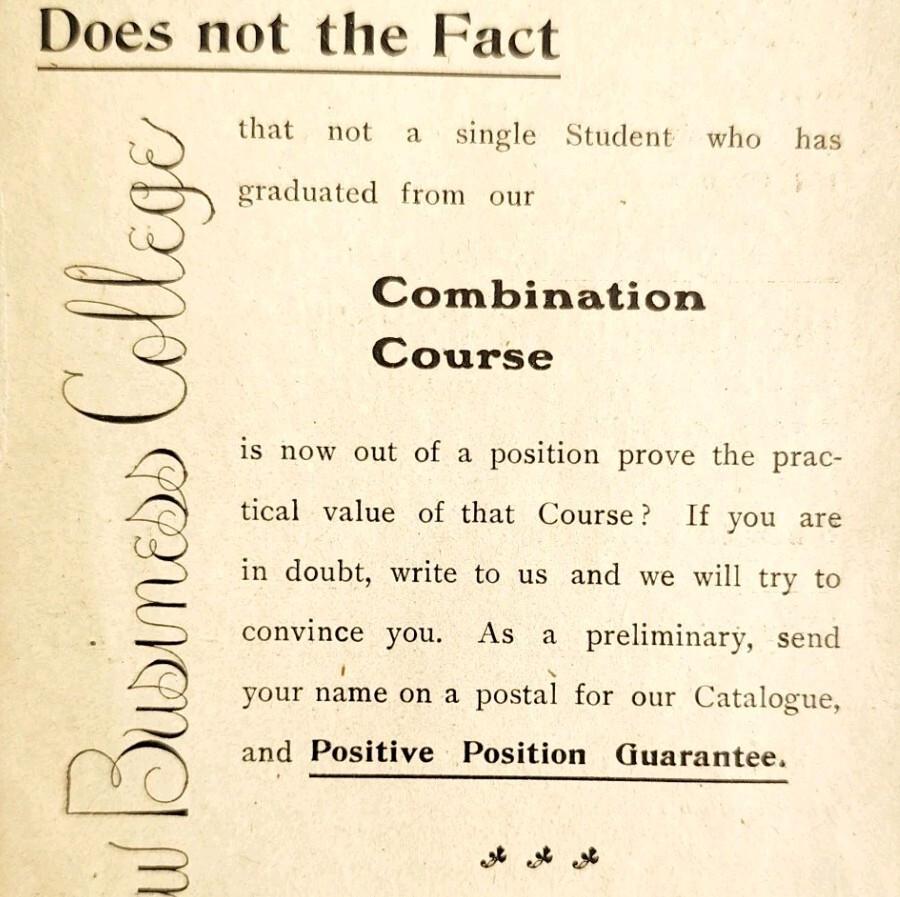 Does not the Fact
that not a single Student who has
graduated from our
Combination
Course
is now out of a position prove the prac-
tical value of that Course? If you are
in doubt, write to us and we will try to
convince you. As a preliminary, send
your name on a postal for our Catalogue,
and Positive Position Guarantee.
Business College